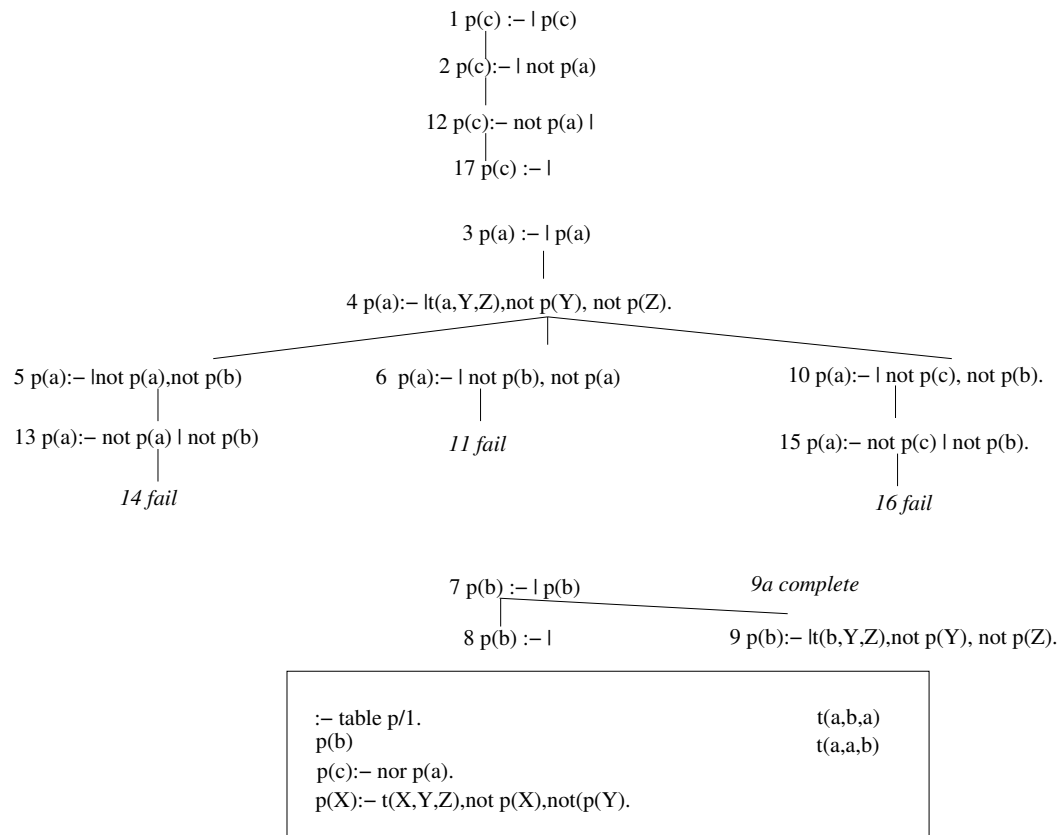 1 p(c) :− | p(c)
2 p(c):− | not p(a)
12 p(c):− not p(a) |
17 p(c) :− |
3 p(a) :− | p(a)
4 p(a):− |t(a,Y,Z),not p(Y), not p(Z).
5 p(a):− |not p(a),not p(b)
6 p(a):− | not p(b), not p(a)
10 p(a):− | not p(c), not p(b).
13 p(a):− not p(a) | not p(b)
11 fail
15 p(a):− not p(c) | not p(b).
14 fail
16 fail
7 p(b) :− | p(b)
9a complete
8 p(b) :− |
9 p(b):− |t(b,Y,Z),not p(Y), not p(Z).
:− table p/1.
t(a,b,a)
p(b)
t(a,a,b)
p(c):− nor p(a).
p(X):− t(X,Y,Z),not p(X),not(p(Y).